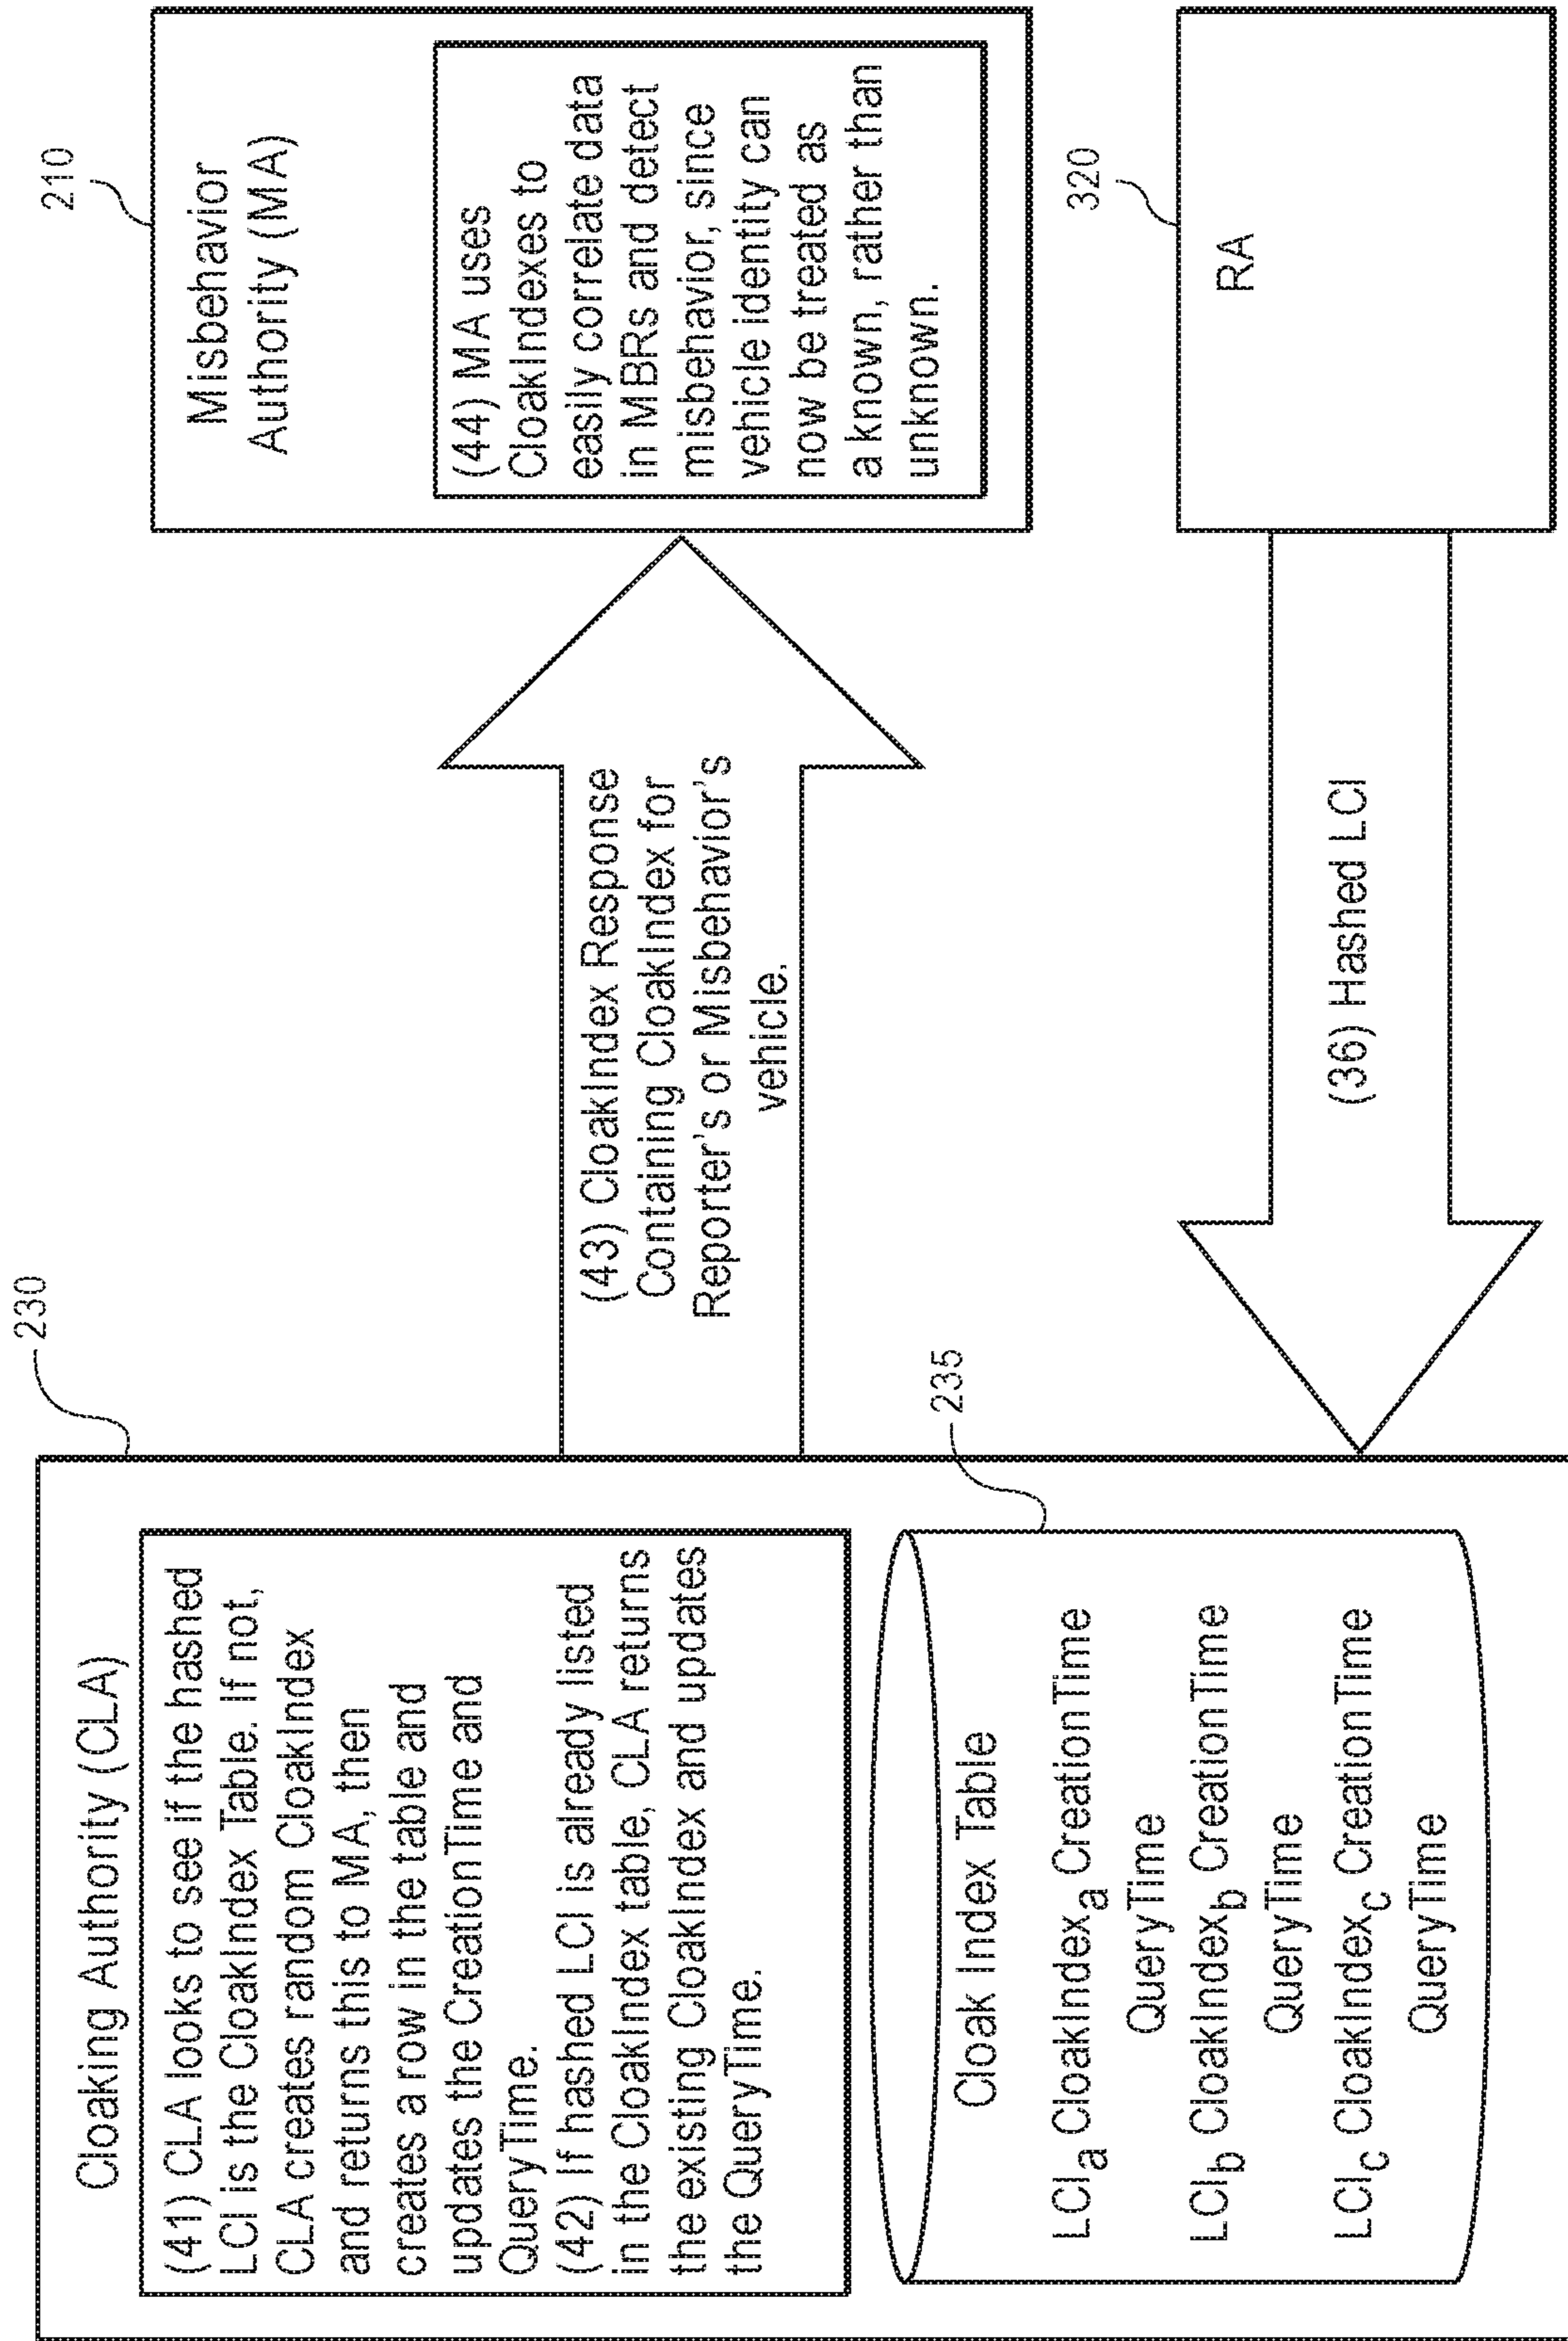 230
Cloaking Authority (CLA)
(41) CLA looks to see if the hashed
LCI is the CloakIndex Table. If not,
CLA creates random CloakIndex
and returns this to MA, then
creates a row in the table and
updates the CreationTime and
QueryTime.
(42) If hashed LCI is already listed
in the CloakIndex table, CLA returns
the existing CloakIndex and updates
the QueryTime.
235
Cloak Index Table
LCIa CloakIndexa CreationTime
QueryTime
LCIb CloakIndexb CreationTime
QueryTime
LCIc CloakIndexc CreationTime
QueryTime
(43) CloakIndex Response
Containing CloakIndex for
Reporter's or Misbehavior's
vehicle.
210
Misbehavior
Authority (MA)
(44) MA uses
CloakIndexes to
easily correlate data
in MBRs and detect
misbehavior, since
vehicle identity can
now be treated as
a known, rather than
unknown.
(36) Hashed LCI
320
RA